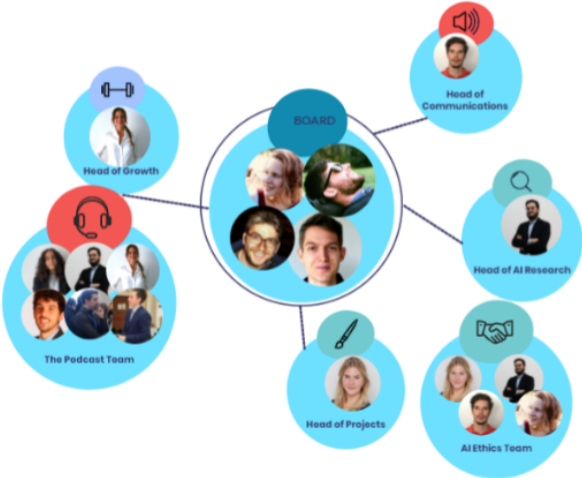 BOARD
Head of
Communications
Head of Growth
Head of AI Research
The Podcast Team
Head of Projects
AI Ethics Team